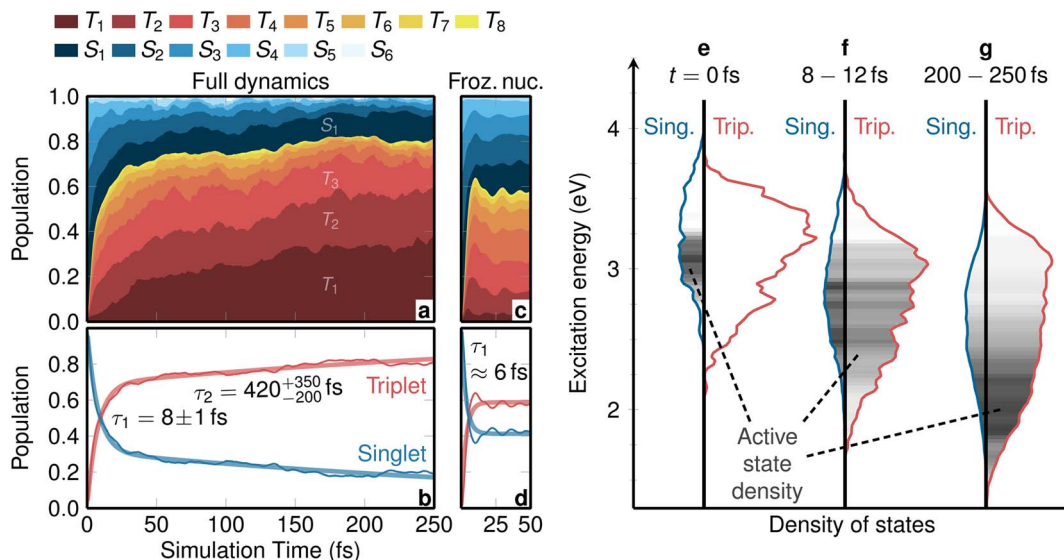 T₁ T₂ T₃ T₄ T₅ T₆ T₇ T₈
S₁ S₂ S₃ S₄ S₅ S₆
Full dynamics
Froz. nuc.
Population
1.0
0.8
0.6
0.4
0.2
0.0
S₁
T₃
T₂
T₁
a
c
Population
0.8
0.6
0.4
0.2
0.0
τ₁ = 8±1 fs
τ₂ = 420⁺³⁵⁰₋₂₀₀ fs
Triplet
Singlet
b
τ₁
≈ 6 fs
d
0 50 100 150 200 250
0 25 50
Simulation Time (fs)
e f g
t = 0 fs 8 − 12 fs 200 − 250 fs
Sing. Trip. Sing. Trip. Sing. Trip.
Excitation energy (eV)
4
3
2
Active
state
density
Density of states